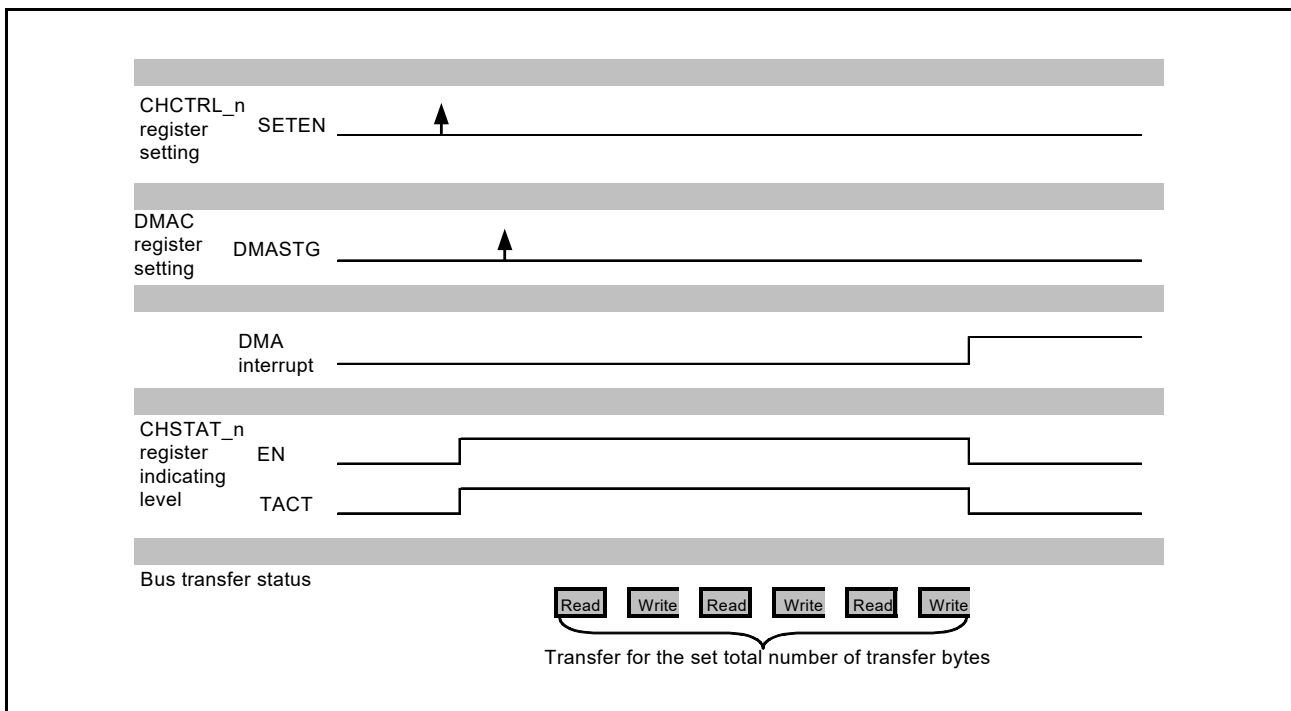 CHCTRL_n
register
setting
SETEN
DMAC
register
setting
DMASTG
DMA
interrupt
CHSTAT_n
register
indicating
level
EN
TACT
Bus transfer status
Read Write Read Write Read Write
Transfer for the set total number of transfer bytes